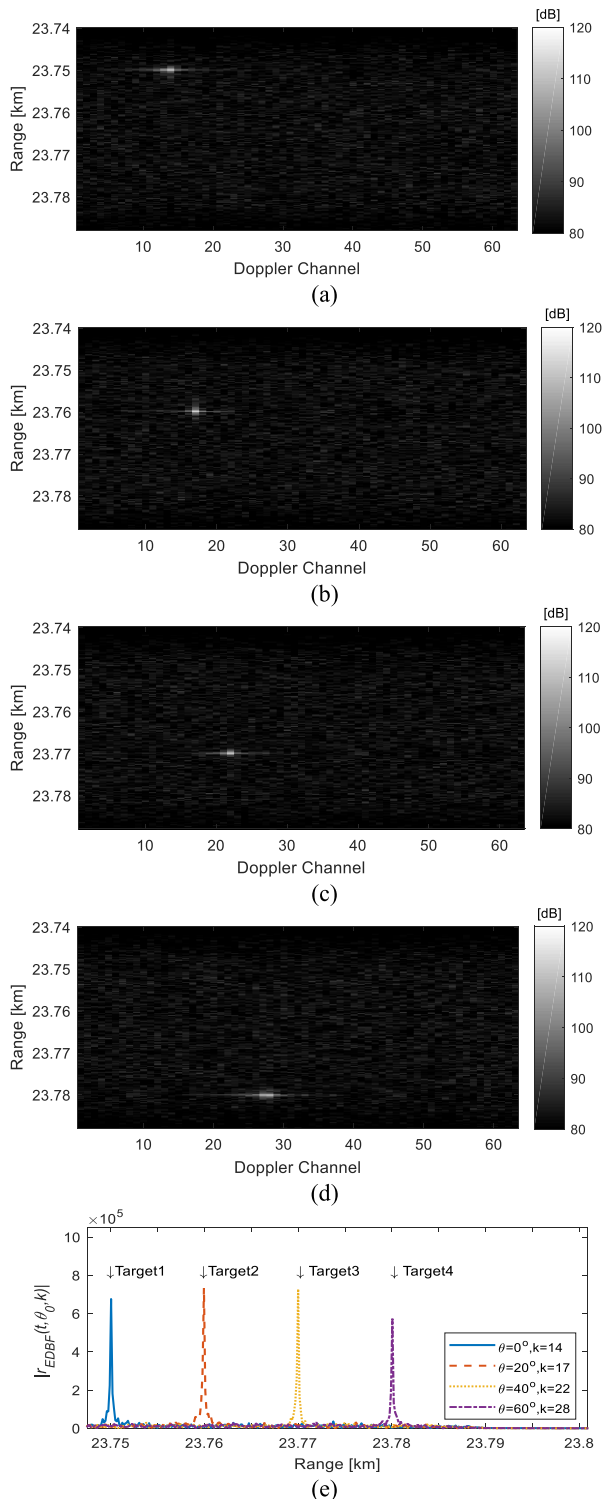 [dB]
23.74
120
23.75
110
Range [km]
23.76
100
23.77
90
23.78
80
10 20 30 40 50 60
Doppler Channel
(a)
[dB]
23.74
120
23.75
110
Range [km]
23.76
100
23.77
90
23.78
80
10 20 30 40 50 60
Doppler Channel
(b)
[dB]
23.74
120
23.75
110
Range [km]
23.76
100
23.77
90
23.78
80
10 20 30 40 50 60
Doppler Channel
(c)
[dB]
23.74
120
23.75
110
Range [km]
23.76
100
23.77
90
23.78
80
10 20 30 40 50 60
Doppler Channel
(d)
×10⁵
10
↓Target1 ↓Target2 ↓Target3 ↓Target4
8
|r_EDBF(t,θ_0,k)|
6
4
2
0
θ=0°,k=14
θ=20°,k=17
θ=40°,k=22
θ=60°,k=28
23.75 23.76 23.77 23.78 23.79 23.8
Range [km]
(e)